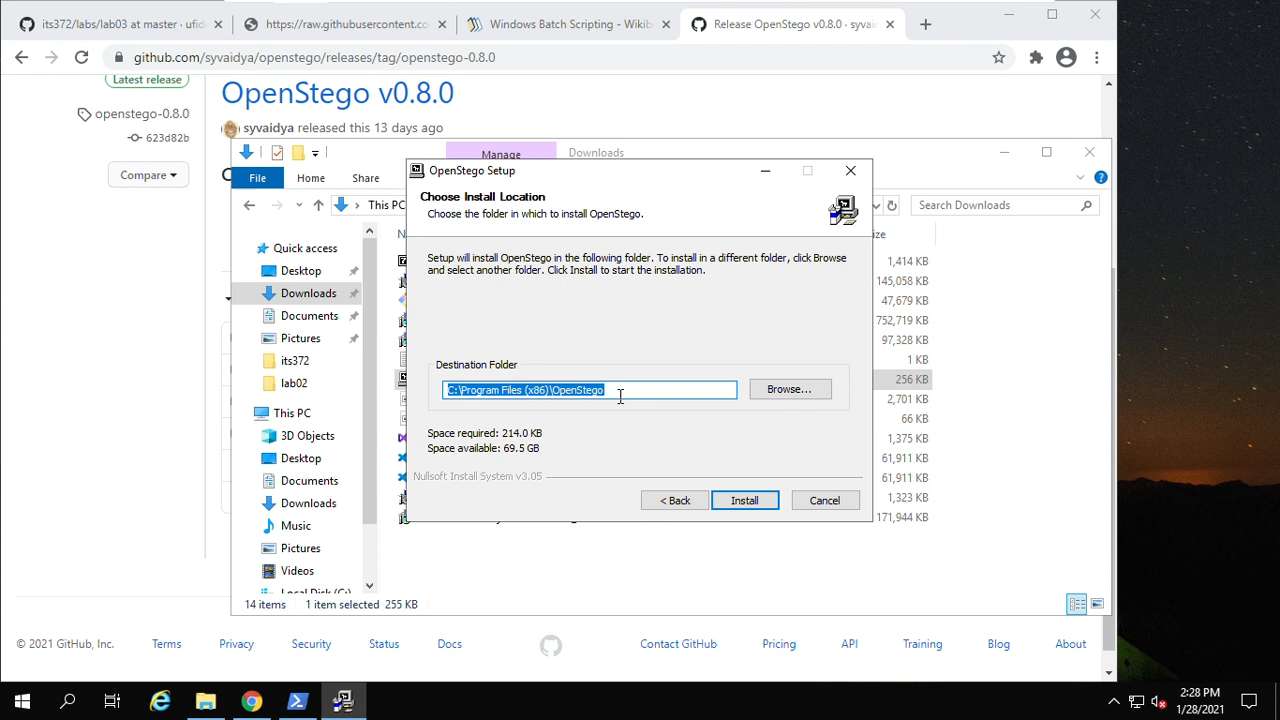 its372/labs/lab03 at master · ufid
https://raw.githubusercontent.co
Windows Batch Scripting - Wikib
Release OpenStego v0.8.0 · syvai
github.com/syvaidya/openstego/releases/tag/openstego-0.8.0
Latest release
openstego-0.8.0
623d82b
Compare
OpenStego v0.8.0
syvaidya released this 13 days ago
Manage
Downloads
File
Home
Share
This PC
Search Downloads
Quick access
Desktop
Downloads
Documents
Pictures
its372
lab02
This PC
3D Objects
Desktop
Documents
Downloads
Music
Pictures
Videos
Local Disk (C:)
ize
1,414 KB
145,058 KB
47,679 KB
752,719 KB
97,328 KB
1 KB
256 KB
2,701 KB
66 KB
1,375 KB
61,911 KB
61,911 KB
1,323 KB
171,944 KB
14 items
1 item selected 255 KB
OpenStego Setup
Choose Install Location
Choose the folder in which to install OpenStego.
Setup will install OpenStego in the following folder. To install in a different folder, click Browse
and select another folder. Click Install to start the installation.
Destination Folder
C:\Program Files (x86)\OpenStego
Browse...
Space required: 214.0 KB
Space available: 69.5 GB
Nullsoft Install System v3.05
< Back
Install
Cancel
© 2021 GitHub, Inc.
Terms
Privacy
Security
Status
Docs
Contact GitHub
Pricing
API
Training
Blog
About
2:28 PM
1/28/2021